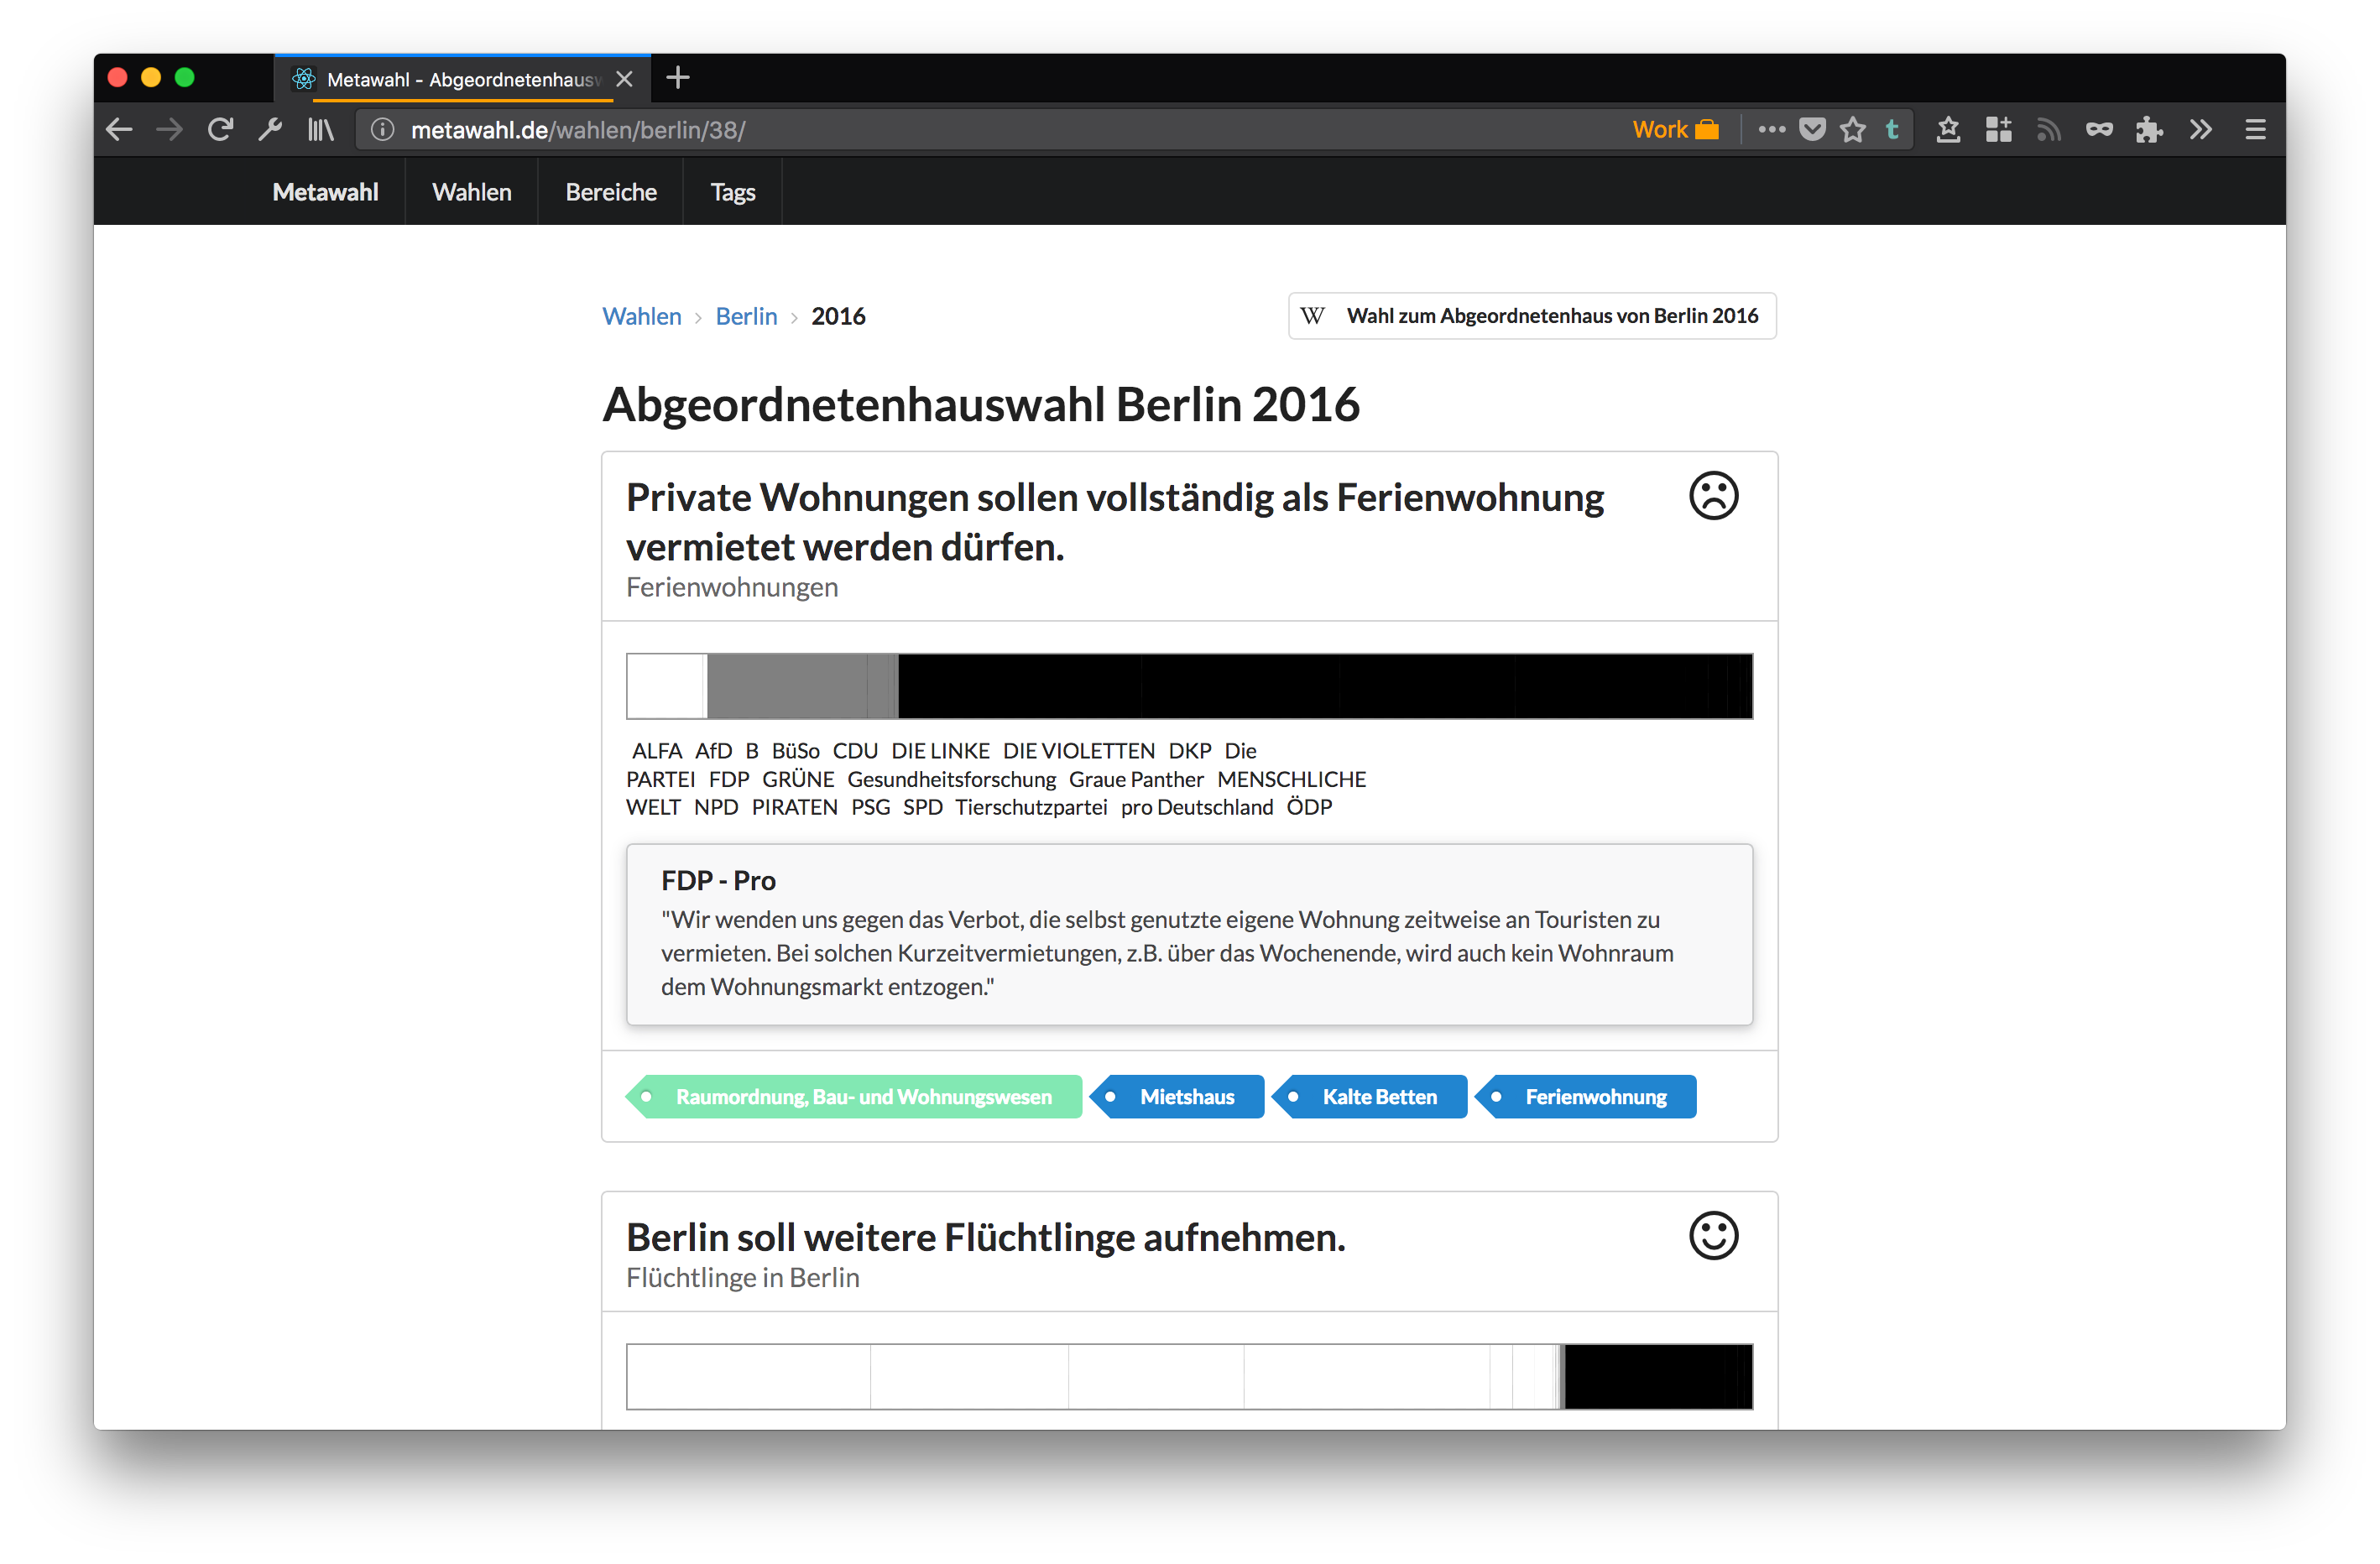 Metawahl - Abgeordnetenhausw
metawahl.de/wahlen/berlin/38/
Work
t
Metawahl Wahlen Bereiche Tags
Wahlen › Berlin › 2016
W Wahl zum Abgeordnetenhaus von Berlin 2016
Abgeordnetenhauswahl Berlin 2016
Private Wohnungen sollen vollständig als Ferienwohnung
vermietet werden dürfen.
Ferienwohnungen
ALFA AfD B BüSo CDU DIE LINKE DIE VIOLETTEN DKP Die
PARTEI FDP GRÜNE Gesundheitsforschung Graue Panther MENSCHLICHE
WELT NPD PIRATEN PSG SPD Tierschutzpartei pro Deutschland ÖDP
FDP - Pro
"Wir wenden uns gegen das Verbot, die selbst genutzte eigene Wohnung zeitweise an Touristen zu
vermieten. Bei solchen Kurzeitvermietungen, z.B. über das Wochenende, wird auch kein Wohnraum
dem Wohnungsmarkt entzogen."
Raumordnung, Bau- und Wohnungswesen Mietshaus Kalte Betten Ferienwohnung
Berlin soll weitere Flüchtlinge aufnehmen.
Flüchtlinge in Berlin